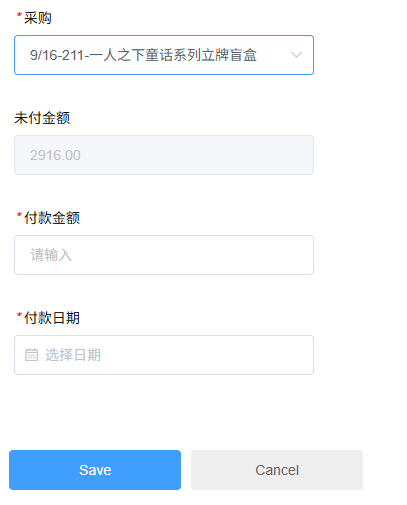 *采购
9/16-211-一人之下童话系列立牌盲盒
未付金额
2916.00
*付款金额
请输入
*付款日期
选择日期
Save
Cancel